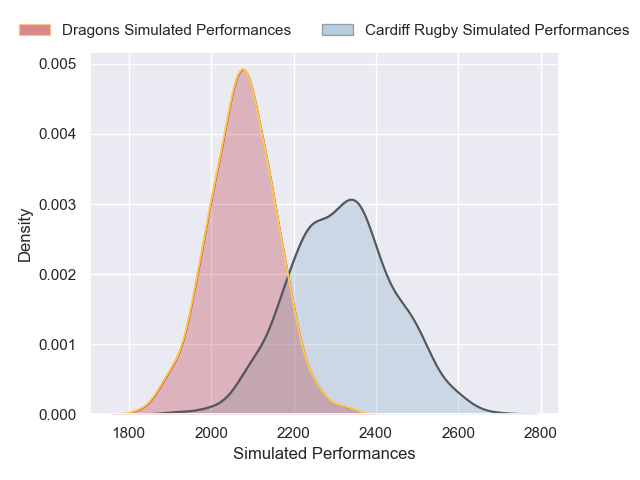 Dragons Simulated Performances
Cardiff Rugby Simulated Performances
0.005
0.004
0.003
0.002
0.001
0.000
Density
1800 2000 2200 2400 2600 2800
Simulated Performances